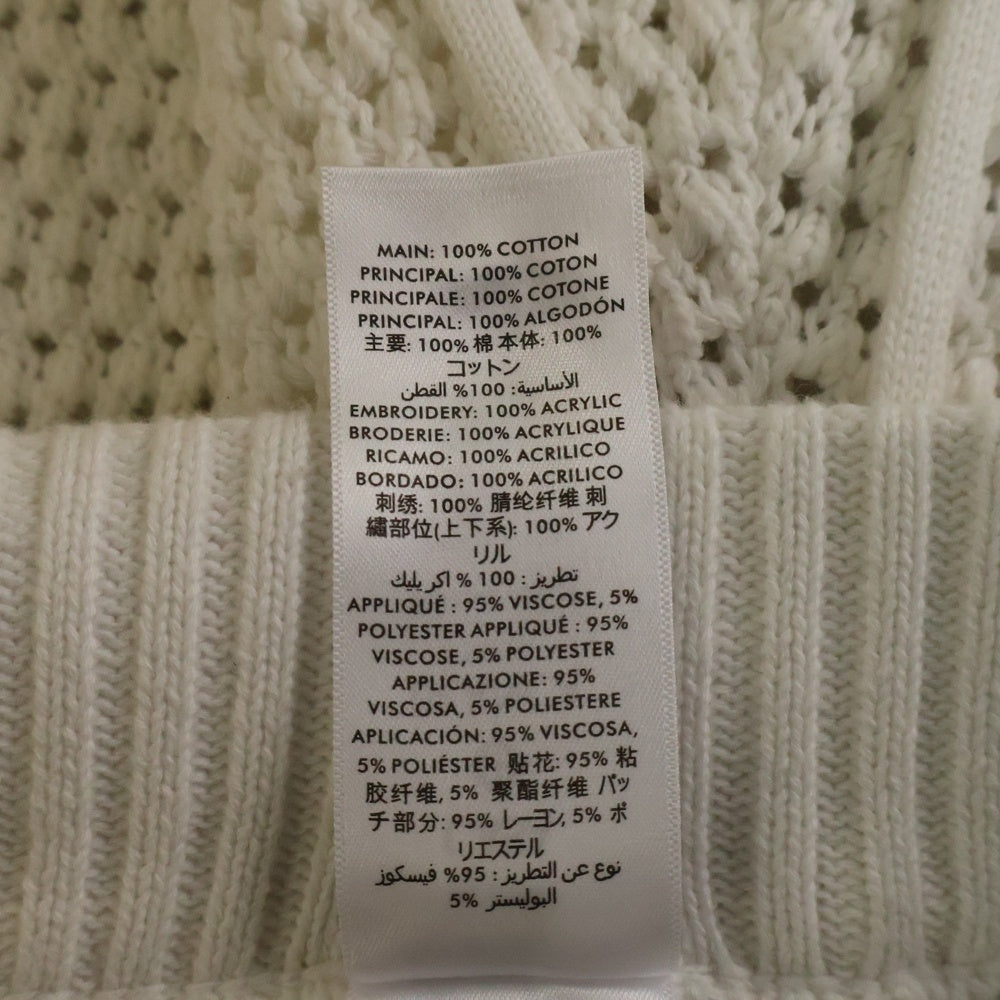 MAIN: 100% COTTON
PRINCIPAL: 100% COTON
PRINCIPALE: 100% COTONE
PRINCIPAL: 100% ALGODÓN
主要: 100% 棉 本体: 100%
コットン
الأساسية: 100% القطن
EMBROIDERY: 100% ACRYLIC
BRODERIE: 100% ACRYLIQUE
RICAMO: 100% ACRILICO
BORDADO: 100% ACRILICO
刺绣: 100% 腈纶纤维 刺
繡部位(上下系): 100% アク
リル
تطريز : 100 % اكريليك
APPLIQUÉ : 95% VISCOSE, 5%
POLYESTER APPLIQUÉ : 95%
VISCOSE, 5% POLYESTER
APPLICAZIONE: 95%
VISCOSA, 5% POLIESTERE
APLICACIÓN: 95% VISCOSA,
5% POLIÉSTER 贴花: 95% 粘
胶纤维, 5% 聚酯纤维 パッ
チ部分: 95% レーヨン, 5% ポ
リエステル
نوع عن التطريز : 95% فيسكوز
البوليستر 5%